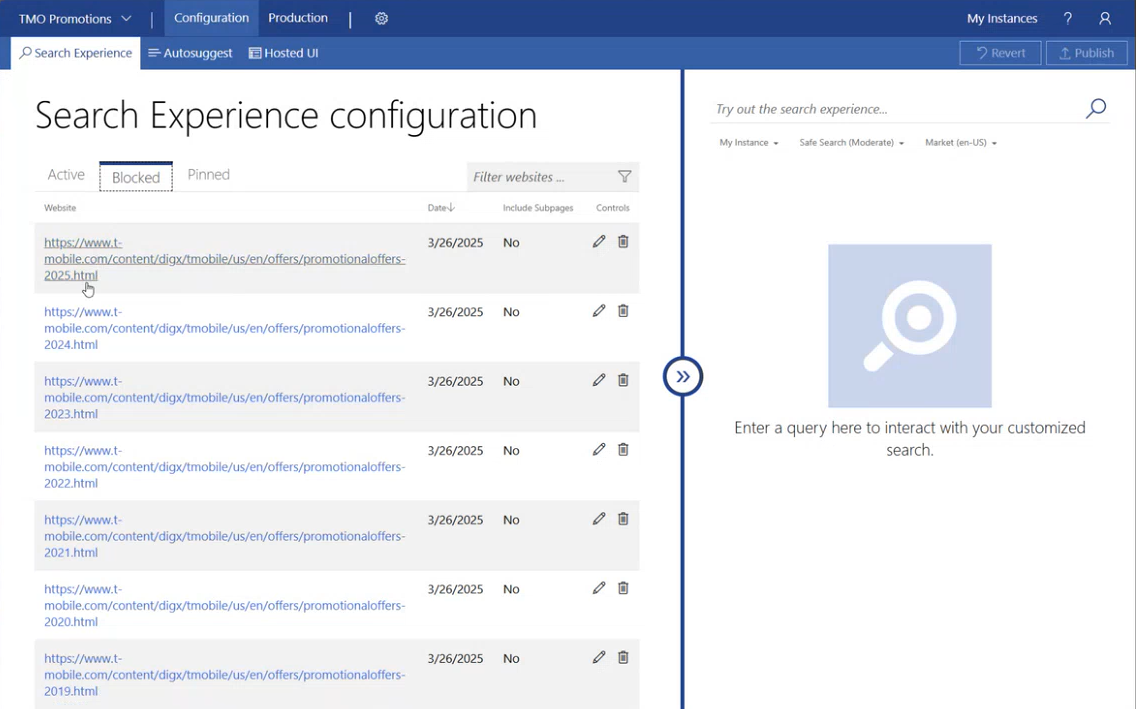 TMO Promotions
Configuration
Production
My Instances
?
Search Experience
Autosuggest
Hosted UI
Revert
Publish
Search Experience configuration
Active
Blocked
Pinned
Filter websites ...
Website
Date↓
Include Subpages
Controls
https://www.t-
mobile.com/content/digx/tmobile/us/en/offers/promotionaloffers-
2025.html
3/26/2025
No
https://www.t-
mobile.com/content/digx/tmobile/us/en/offers/promotionaloffers-
2024.html
3/26/2025
No
https://www.t-
mobile.com/content/digx/tmobile/us/en/offers/promotionaloffers-
2023.html
3/26/2025
No
https://www.t-
mobile.com/content/digx/tmobile/us/en/offers/promotionaloffers-
2022.html
3/26/2025
No
https://www.t-
mobile.com/content/digx/tmobile/us/en/offers/promotionaloffers-
2021.html
3/26/2025
No
https://www.t-
mobile.com/content/digx/tmobile/us/en/offers/promotionaloffers-
2020.html
3/26/2025
No
https://www.t-
mobile.com/content/digx/tmobile/us/en/offers/promotionaloffers-
2019.html
3/26/2025
No
Try out the search experience...
My Instance
Safe Search (Moderate)
Market (en-US)
Enter a query here to interact with your customized
search.